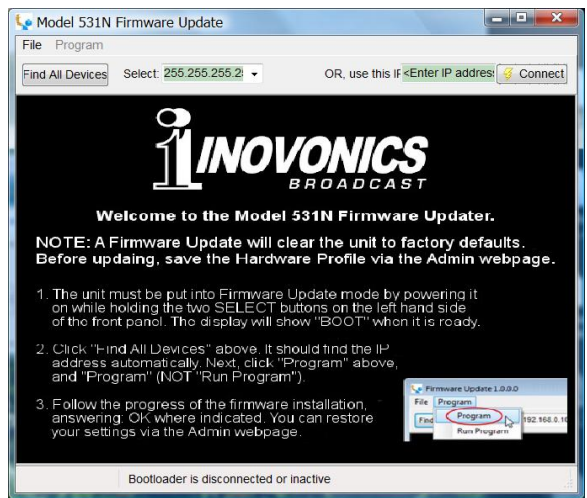 Model 531N Firmware Update
File Program
Find All Devices Select: 255.255.255.2 OR, use this IF <Enter IP address Connect
INOVONICS
BROADCAST
Welcome to the Model 531N Firmware Updater.
NOTE: A Firmware Update will clear the unit to factory defaults.
Before updaing, save the Hardware Profile via the Admin webpage.
1. The unit must be put into Firmware Update mode by powering it
on while holding the two SELECT buttons on the left hand side
of the front panel. The display will show "BOOT" when it is ready.
2. Click "Find All Devices" above. It should find the IP
address automatically. Next, click "Program" above,
and "Program" (NOT "Run Program").
3. Follow the progress of the firmware installation,
answering: OK where indicated. You can restore
your settings via the Admin webpage.
Firmware Update 1.0.0.0
File Program
Find
Program
192.168.0.10
Run Program
Bootloader is disconnected or inactive